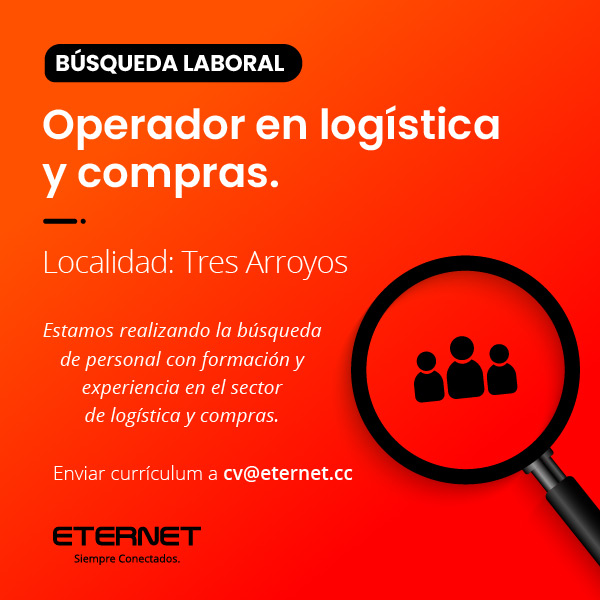 BÚSQUEDA LABORAL
Operador en logística
y compras.
Localidad: Tres Arroyos
Estamos realizando la búsqueda
de personal con formación y
experiencia en el sector
de logística y compras.
Enviar currículum a cv@eternet.cc
ETERNET
Siempre Conectados.